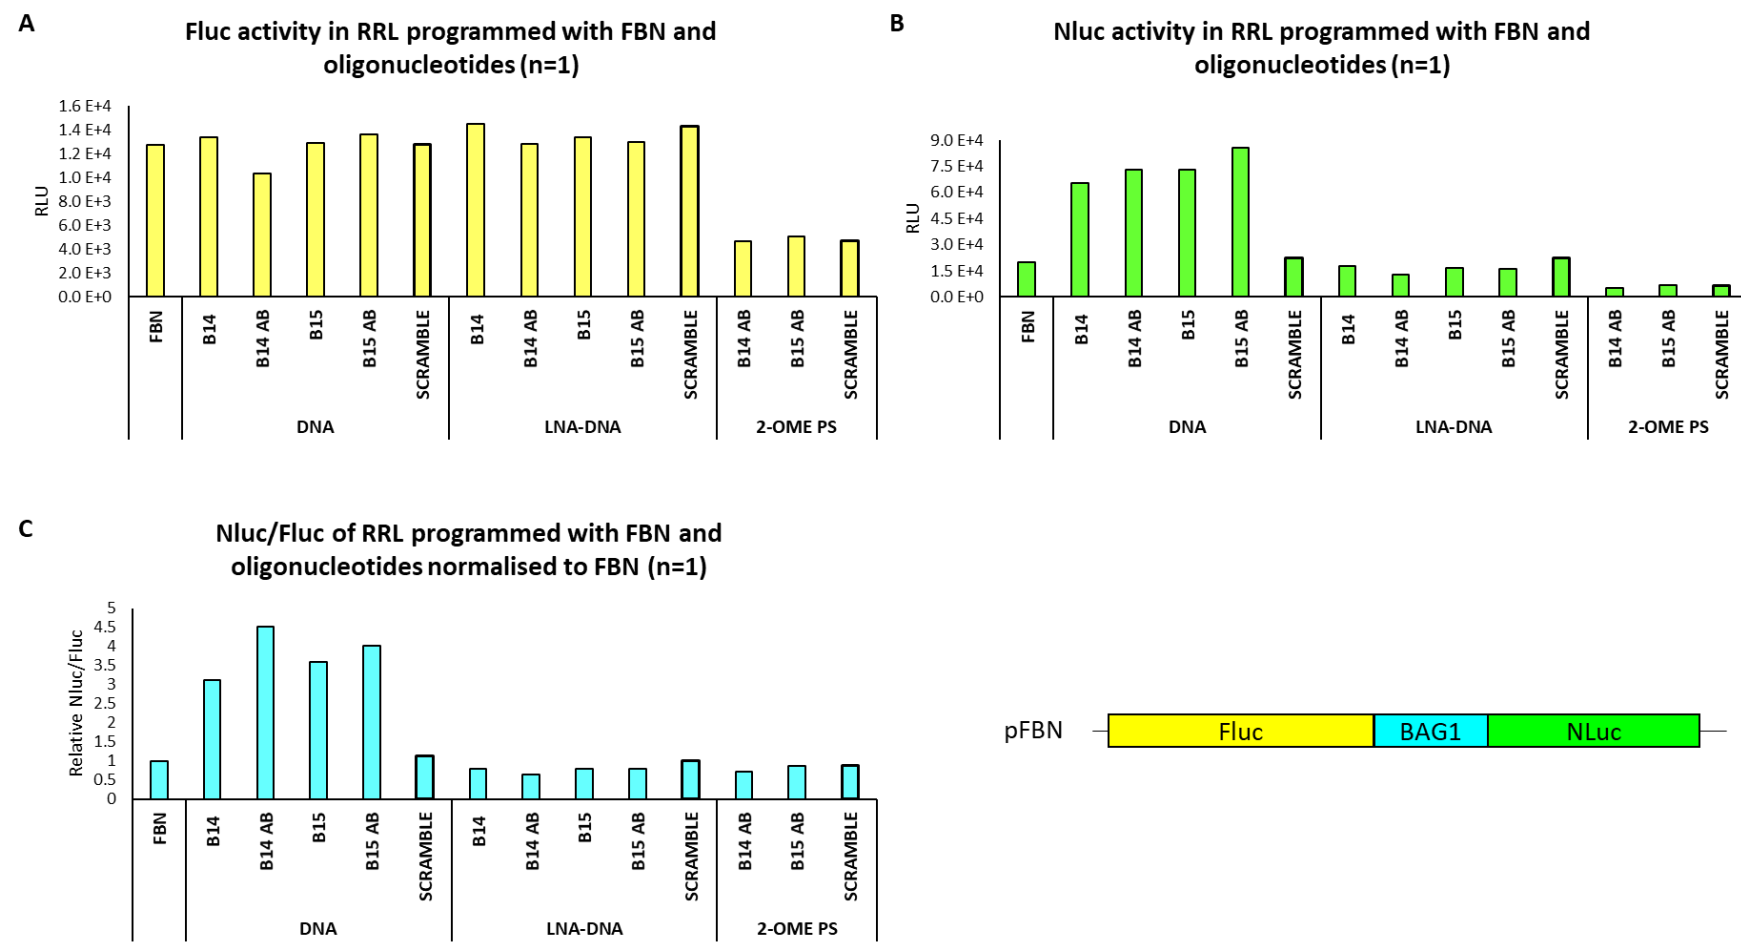 A
Fluc activity in RRL programmed with FBN and
oligonucleotides (n=1)
RLU
1.6 E+4
1.4 E+4
1.2 E+4
1.0 E+4
8.0 E+3
6.0 E+3
4.0 E+3
2.0 E+3
0.0 E+0
FBN
B14
B14 AB
B15
B15 AB
SCRAMBLE
B14
B14 AB
B15
B15 AB
SCRAMBLE
B14 AB
B15 AB
SCRAMBLE
DNA
LNA-DNA
2-OME PS
B
Nluc activity in RRL programmed with FBN and
oligonucleotides (n=1)
RLU
9.0 E+4
7.5 E+4
6.0 E+4
4.5 E+4
3.0 E+4
1.5 E+4
0.0 E+0
FBN
B14
B14 AB
B15
B15 AB
SCRAMBLE
B14
B14 AB
B15
B15 AB
SCRAMBLE
B14 AB
B15 AB
SCRAMBLE
DNA
LNA-DNA
2-OME PS
C
Nluc/Fluc of RRL programmed with FBN and
oligonucleotides normalised to FBN (n=1)
Relative Nluc/Fluc
5
4.5
4
3.5
3
2.5
2
1.5
1
0.5
0
FBN
B14
B14 AB
B15
B15 AB
SCRAMBLE
B14
B14 AB
B15
B15 AB
SCRAMBLE
B14 AB
B15 AB
SCRAMBLE
DNA
LNA-DNA
2-OME PS
pFBN
Fluc
BAG1
NLuc